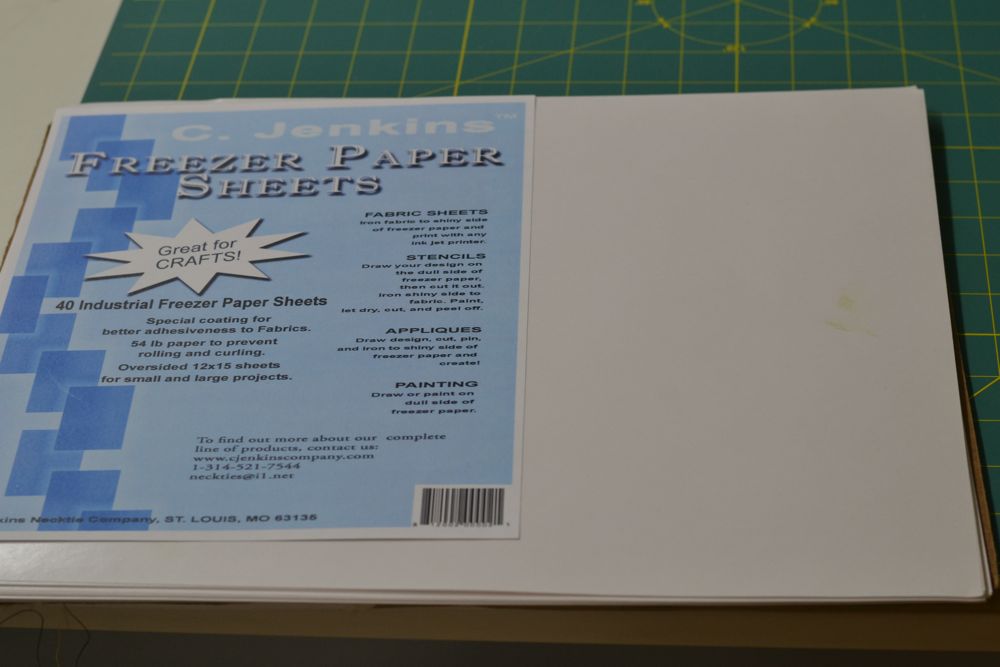 C. Jenkins™
FREEZER PAPER
SHEETS
Great for
CRAFTS!
40 Industrial Freezer Paper Sheets
Special coating for
better adhesiveness to Fabrics.
54 lb paper to prevent
rolling and curling.
Oversided 12x15 sheets
for small and large projects.
FABRIC SHEETS
Iron fabric to shiny side
of freezer paper and
print with any
ink jet printer.
STENCILS
Draw your design on
the dull side of
freezer paper,
then cut it out.
Iron shiny side to
fabric. Paint,
let dry, cut, and peel off.
APPLIQUES
Draw design, cut, pin,
and iron to shiny side of
freezer paper and
create!
PAINTING
Draw or paint on
dull side of
freezer paper.
To find out more about our complete
line of products, contact us:
www.cjenkinscompany.com
1-314-521-7544
neckties@i1.net
kins Necktie Company, ST. LOUIS, MO 63135